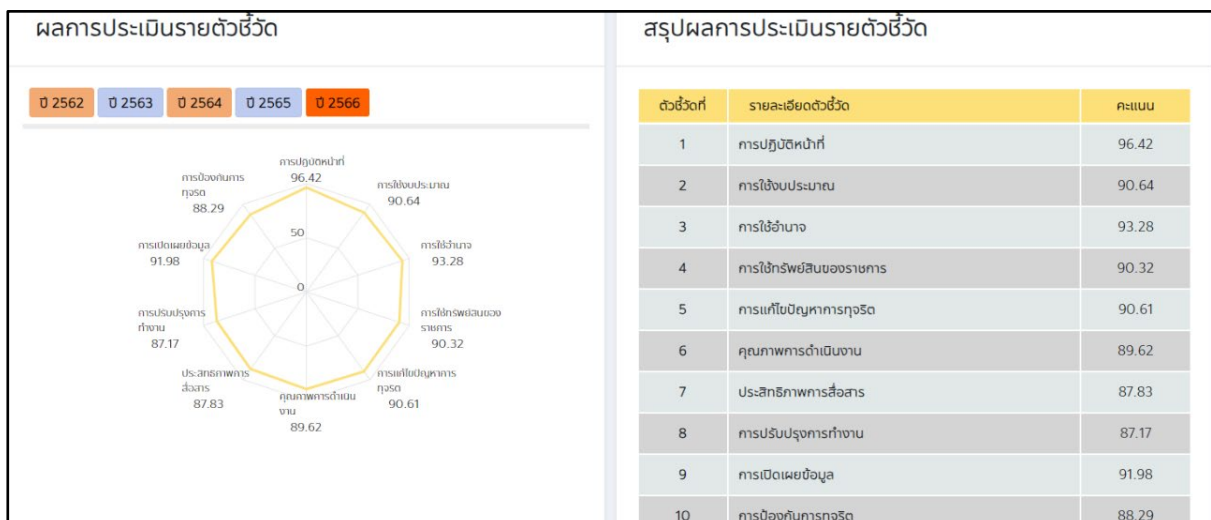 ผลการประเมินรายตัวชี้วัด
ปี 2562 ปี 2563 ปี 2564 ปี 2565 ปี 2566
การปฏิบัติหน้าที่
96.42
การใช้งบประมาณ
90.64
การใช้อำนาจ
93.28
การใช้ทรัพย์สินของ
ราชการ
90.32
การแก้ไขปัญหาการ
ทุจริต
90.61
คุณภาพการดำเนิน
งาน
89.62
ประสิทธิภาพการ
สื่อสาร
87.83
การปรับปรุงการ
ทำงาน
87.17
การเปิดเผยข้อมูล
91.98
การป้องกันการ
ทุจริต
88.29
50
0
สรุปผลการประเมินรายตัวชี้วัด
ตัวชี้วัดที่ รายละเอียดตัวชี้วัด คะแนน
1 การปฏิบัติหน้าที่ 96.42
2 การใช้งบประมาณ 90.64
3 การใช้อำนาจ 93.28
4 การใช้ทรัพย์สินของราชการ 90.32
5 การแก้ไขปัญหาการทุจริต 90.61
6 คุณภาพการดำเนินงาน 89.62
7 ประสิทธิภาพการสื่อสาร 87.83
8 การปรับปรุงการทำงาน 87.17
9 การเปิดเผยข้อมูล 91.98
10 การป้องกันการทุจริต 88.29